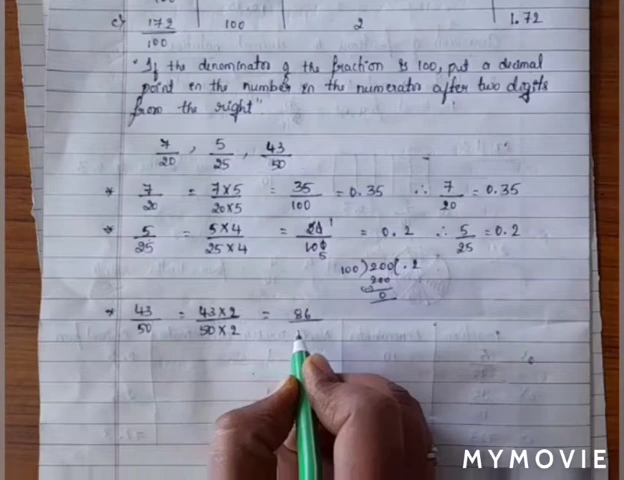 c) 172/100 | 100 | 2 | 1.72
"If the denominator of the fraction is 100, put a decimal
point in the number in the numerator after two digits
from the right"
7/20 , 5/25 , 43/50
* 7/20 = 7×5/20×5 = 35/100 = 0.35 ∴ 7/20 = 0.35
* 5/25 = 5×4/25×4 = 20 1/100 5 = 0.2 ∴ 5/25 = 0.2
100)200(.2
200
0
* 43/50 = 43×2/50×2 = 86/1
MYMOVIE